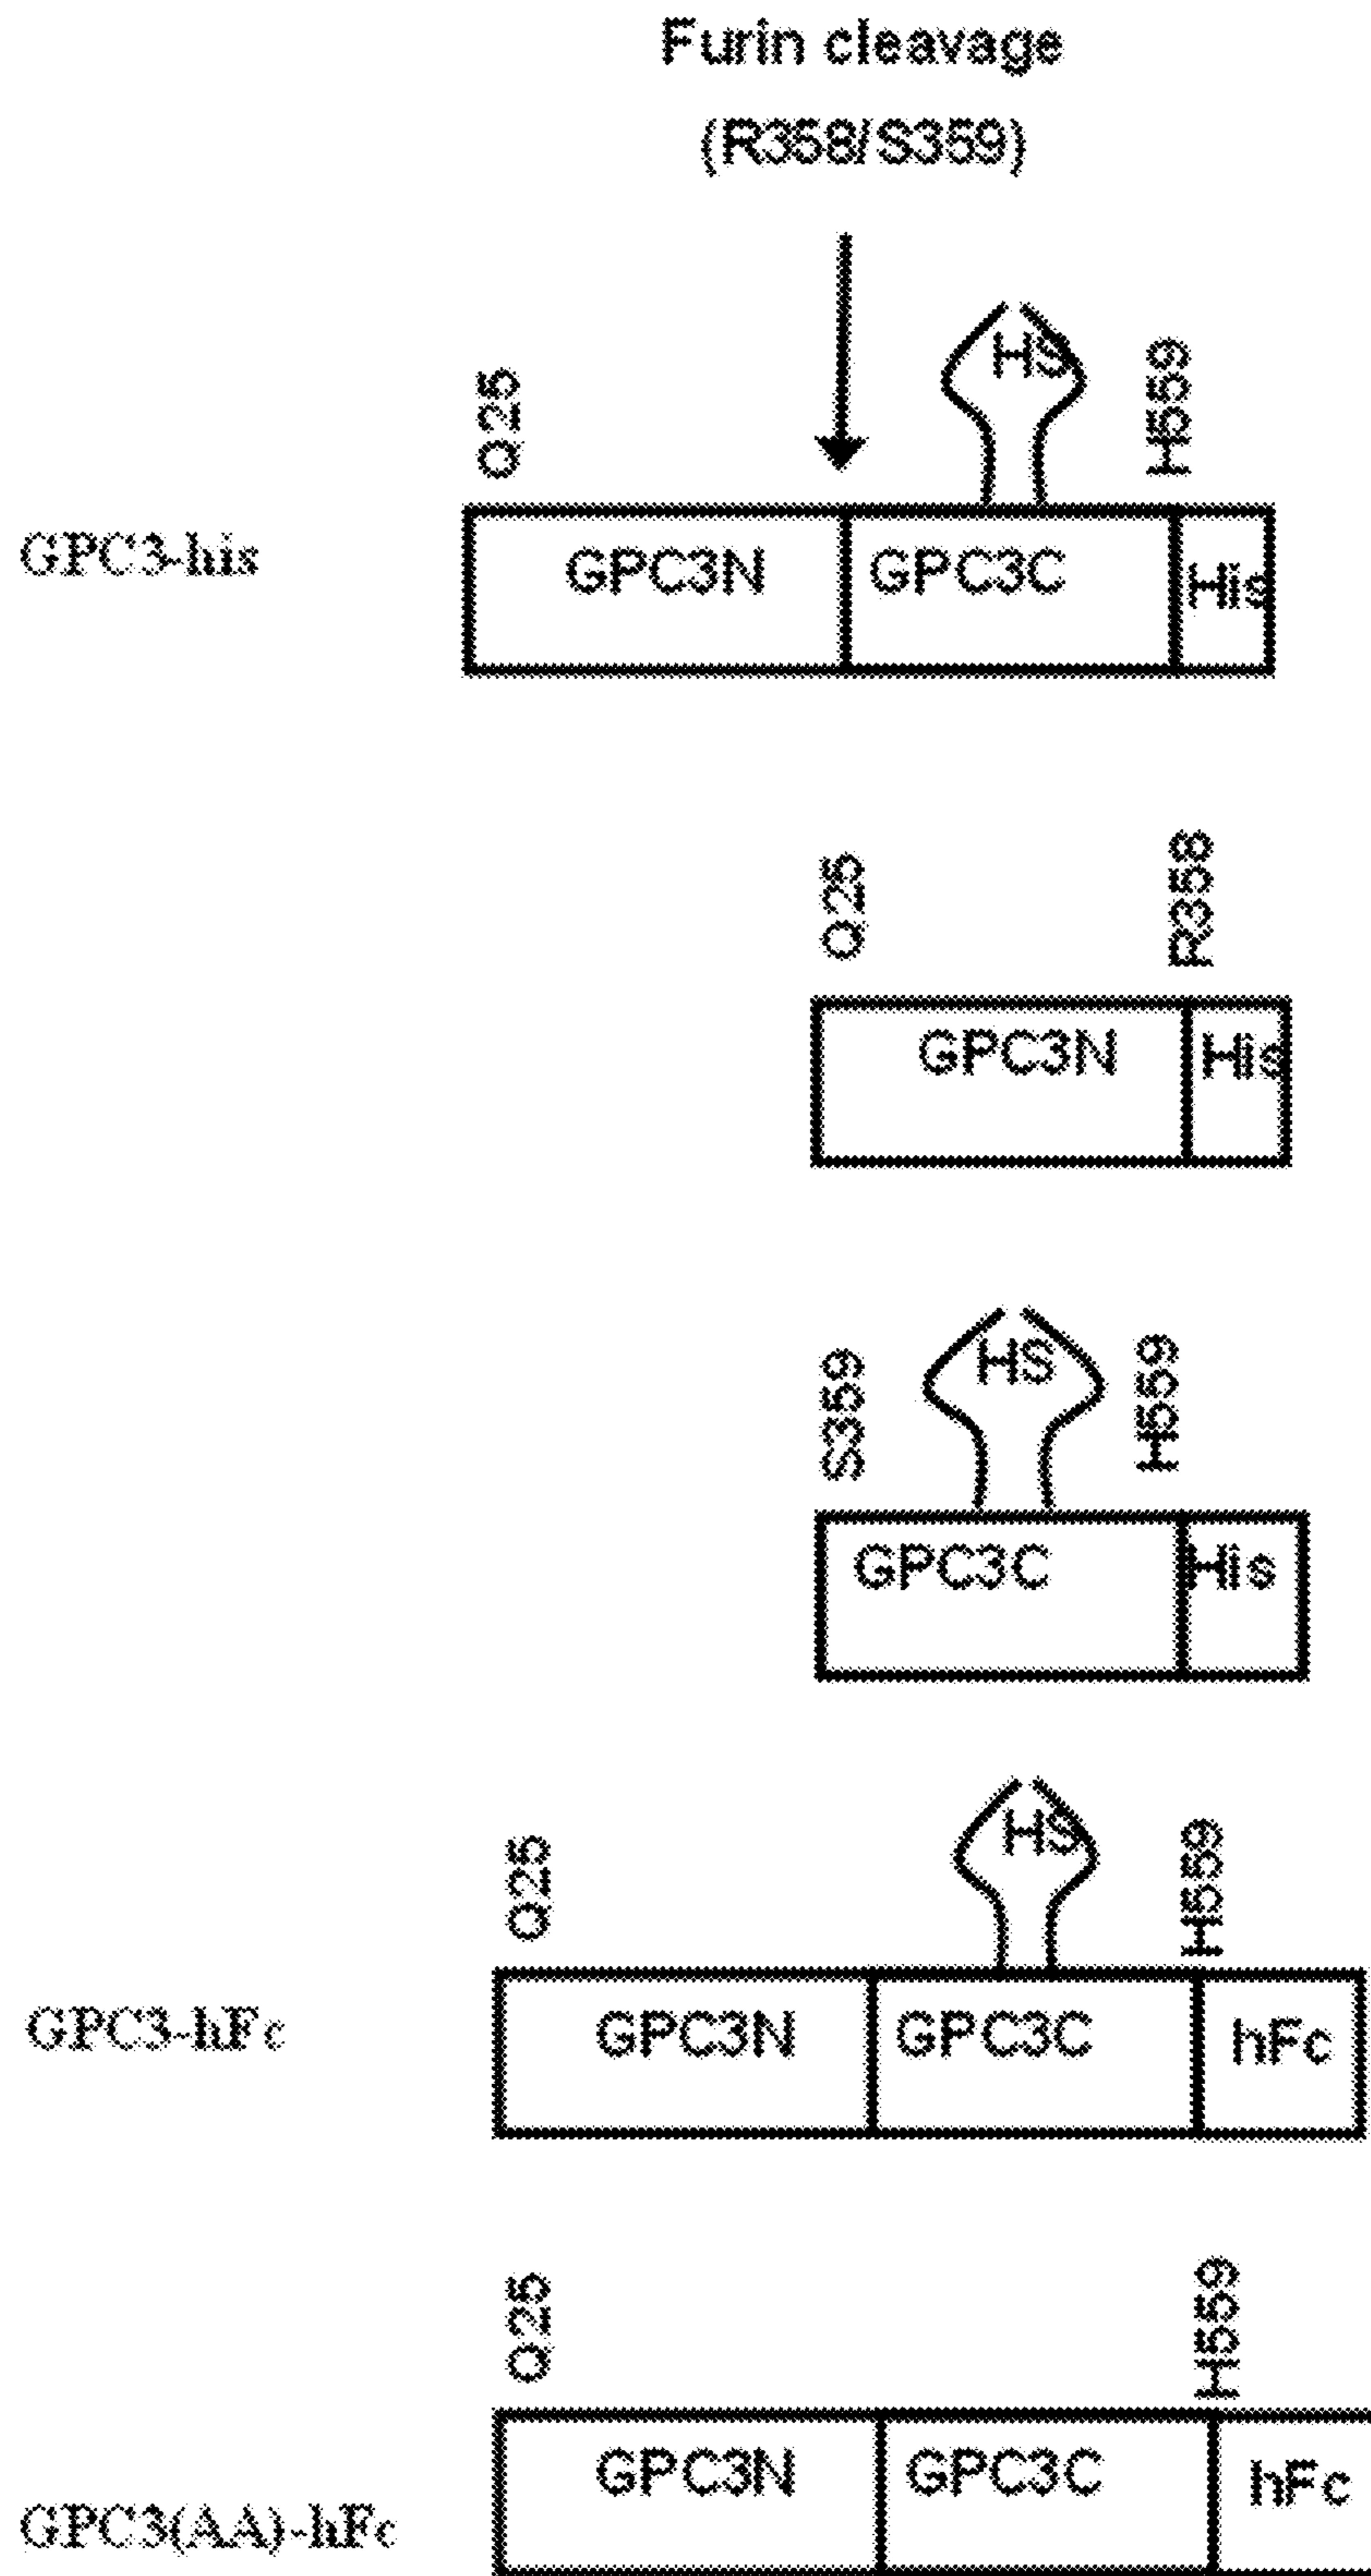 Furin cleavage
(R358/S359)
Q25
HS
H559
GPC3-his
GPC3N
GPC3C
His
Q25
R358
GPC3N
His
S359
HS
H559
GPC3C
His
Q25
HS
H559
GPC3-hFc
GPC3N
GPC3C
hFc
Q25
H559
GPC3(AA)-hFc
GPC3N
GPC3C
hFc